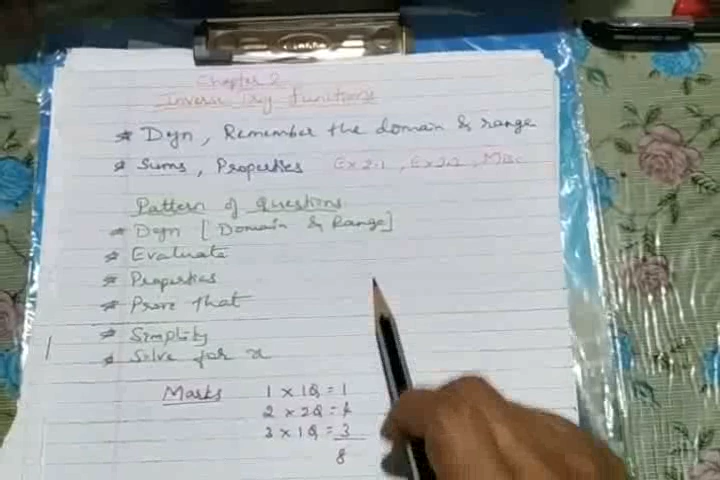 Chapter 2
Inverse Trig Functions
* Defn, Remember the domain & range
* Sums, Properties Ex 2.1, Ex 2.2, Misc
Pattern of Questions
* Defn [Domain & Range]
* Evaluate
* Properties
* Prove that
* Simplify
* Solve for x
Marks 1 × 1Q = 1
2 × 2Q = 4
3 × 1Q = 3
8